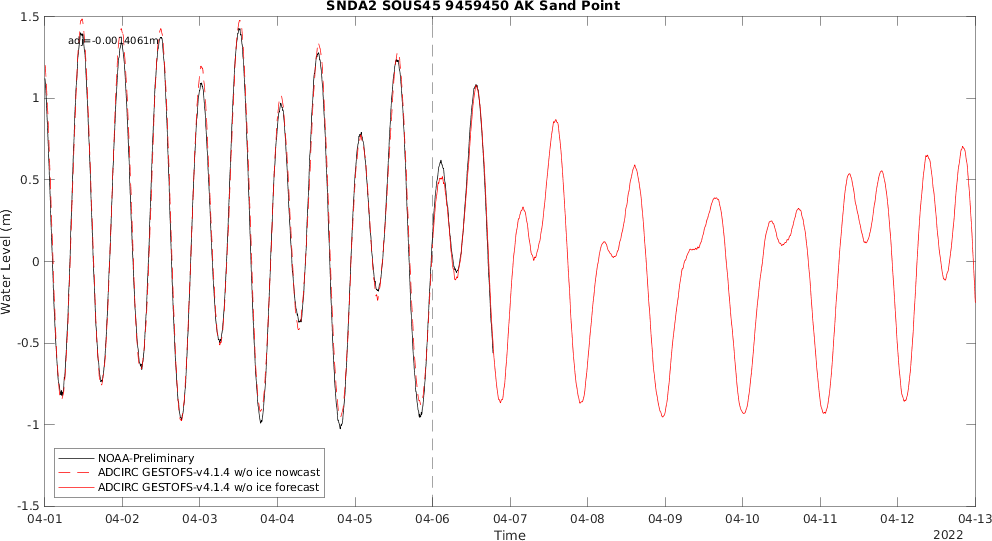 SNDA2 SOUS45 9459450 AK Sand Point
adj=-0.0014061m
1.5
1
0.5
0
-0.5
-1
-1.5
Water Level (m)
NOAA-Preliminary
ADCIRC GESTOFS-v4.1.4 w/o ice nowcast
ADCIRC GESTOFS-v4.1.4 w/o ice forecast
04-01 04-02 04-03 04-04 04-05 04-06 04-07 04-08 04-09 04-10 04-11 04-12 04-13
Time
2022